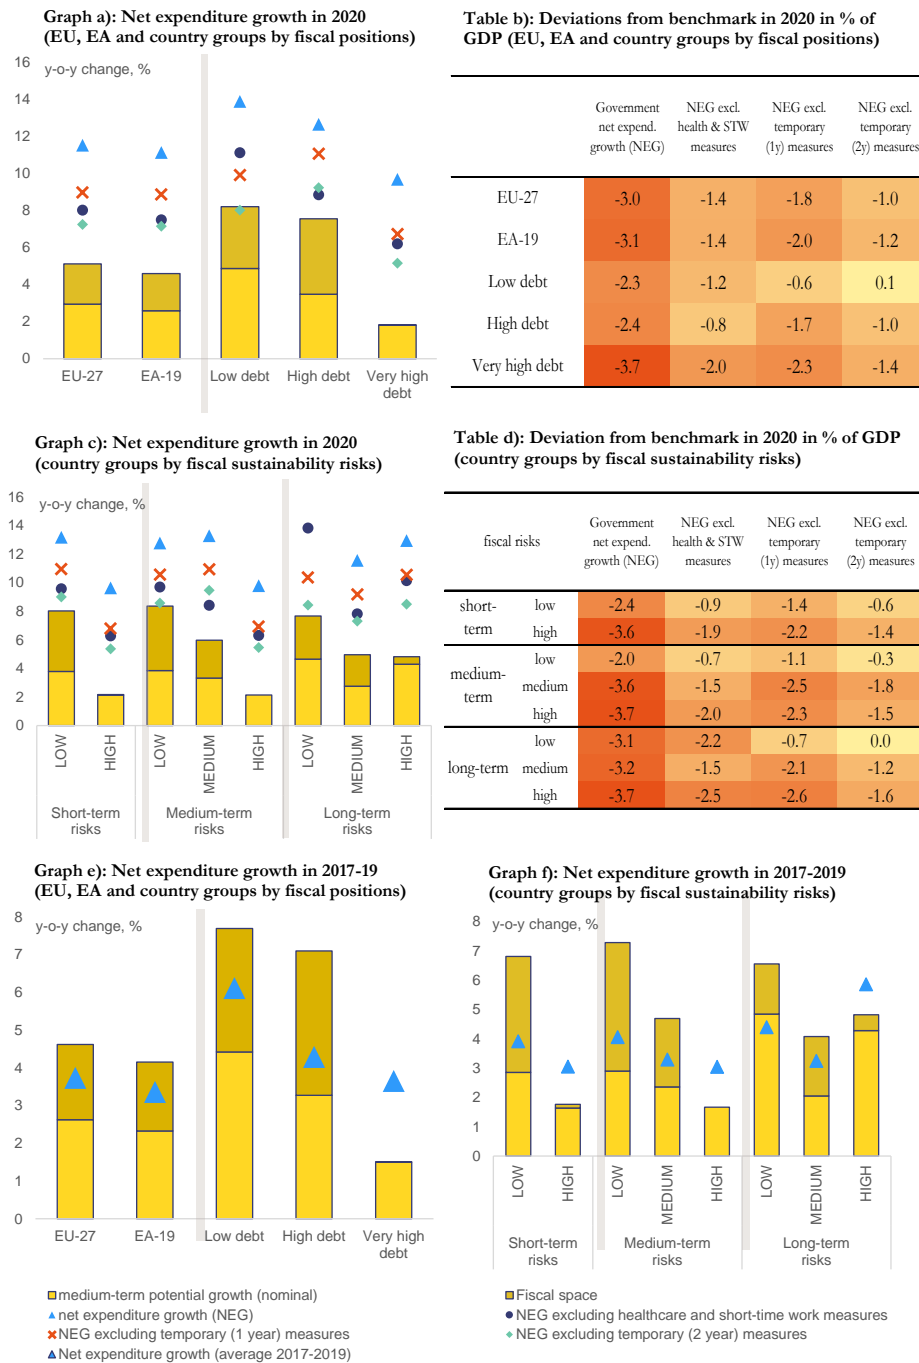 Graph a): Net expenditure growth in 2020
(EU, EA and country groups by fiscal positions)
16
y-o-y change, %
14
12
10
8
6
4
2
0
EU-27 EA-19 Low debt High debt Very high
debt
Table b): Deviations from benchmark in 2020 in % of
GDP (EU, EA and country groups by fiscal positions)
Government NEG excl. NEG excl. NEG excl.
net expend. health & STW temporary temporary
growth (NEG) measures (1y) measures (2y) measures
EU-27 -3.0 -1.4 -1.8 -1.0
EA-19 -3.1 -1.4 -2.0 -1.2
Low debt -2.3 -1.2 -0.6 0.1
High debt -2.4 -0.8 -1.7 -1.0
Very high debt -3.7 -2.0 -2.3 -1.4
Graph c): Net expenditure growth in 2020
(country groups by fiscal sustainability risks)
16
y-o-y change, %
14
12
10
8
6
4
2
0
LOW HIGH LOW MEDIUM HIGH LOW MEDIUM HIGH
Short-term Medium-term Long-term
risks risks risks
Table d): Deviation from benchmark in 2020 in % of GDP
(country groups by fiscal sustainability risks)
Government NEG excl. NEG excl. NEG excl.
fiscal risks net expend. health & STW temporary temporary
growth (NEG) measures (1y) measures (2y) measures
short- low -2.4 -0.9 -1.4 -0.6
term high -3.6 -1.9 -2.2 -1.4
low -2.0 -0.7 -1.1 -0.3
medium-
term medium -3.6 -1.5 -2.5 -1.8
high -3.7 -2.0 -2.3 -1.5
low -3.1 -2.2 -0.7 0.0
long-term medium -3.2 -1.5 -2.1 -1.2
high -3.7 -2.5 -2.6 -1.6
Graph e): Net expenditure growth in 2017-19
(EU, EA and country groups by fiscal positions)
8
y-o-y change, %
7
6
5
4
3
2
1
0
EU-27 EA-19 Low debt High debt Very high
debt
Graph f): Net expenditure growth in 2017-2019
(country groups by fiscal sustainability risks)
8
y-o-y change, %
7
6
5
4
3
2
1
0
LOW HIGH LOW MEDIUM HIGH LOW MEDIUM HIGH
Short-term Medium-term Long-term
risks risks risks
medium-term potential growth (nominal)
net expenditure growth (NEG)
NEG excluding temporary (1 year) measures
Net expenditure growth (average 2017-2019)
Fiscal space
NEG excluding healthcare and short-time work measures
NEG excluding temporary (2 year) measures